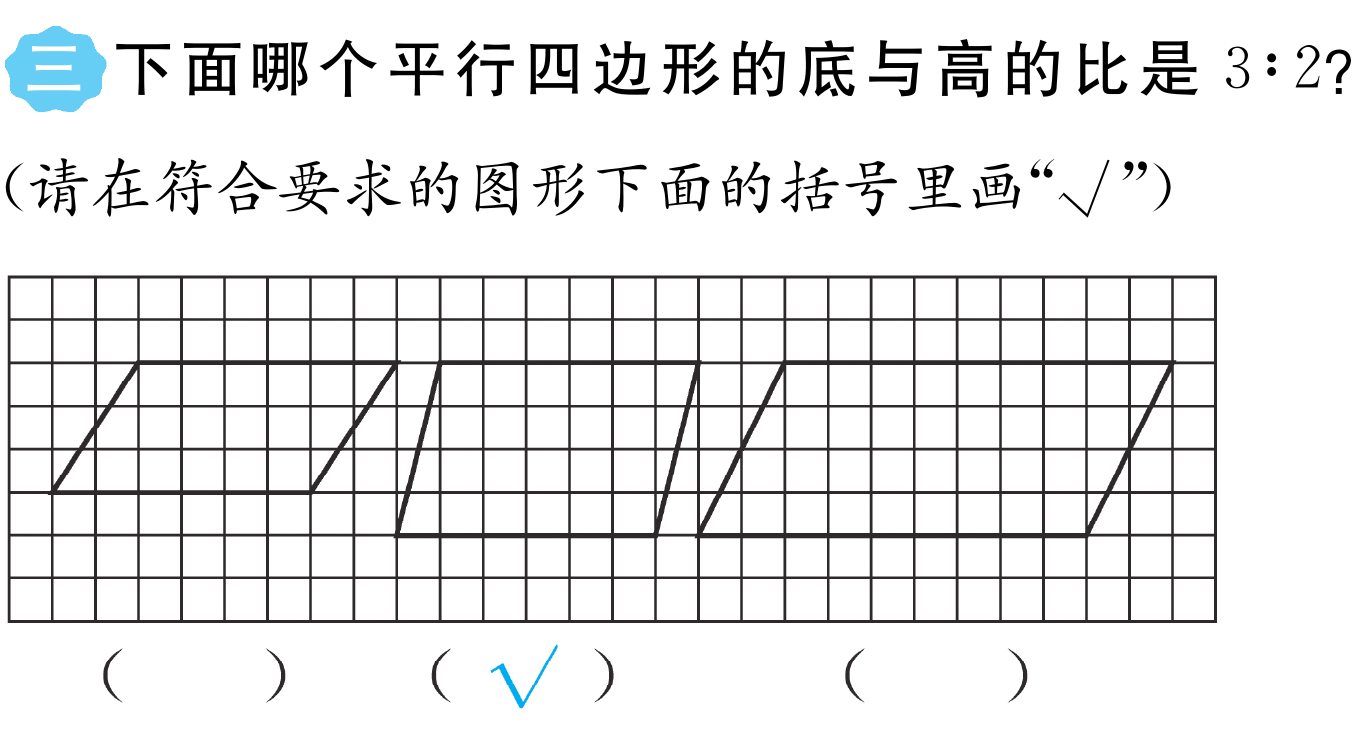 三 下面哪个平行四边形的底与高的比是 3∶2?
(请在符合要求的图形下面的括号里画“√”)
( ) ( √ ) ( )